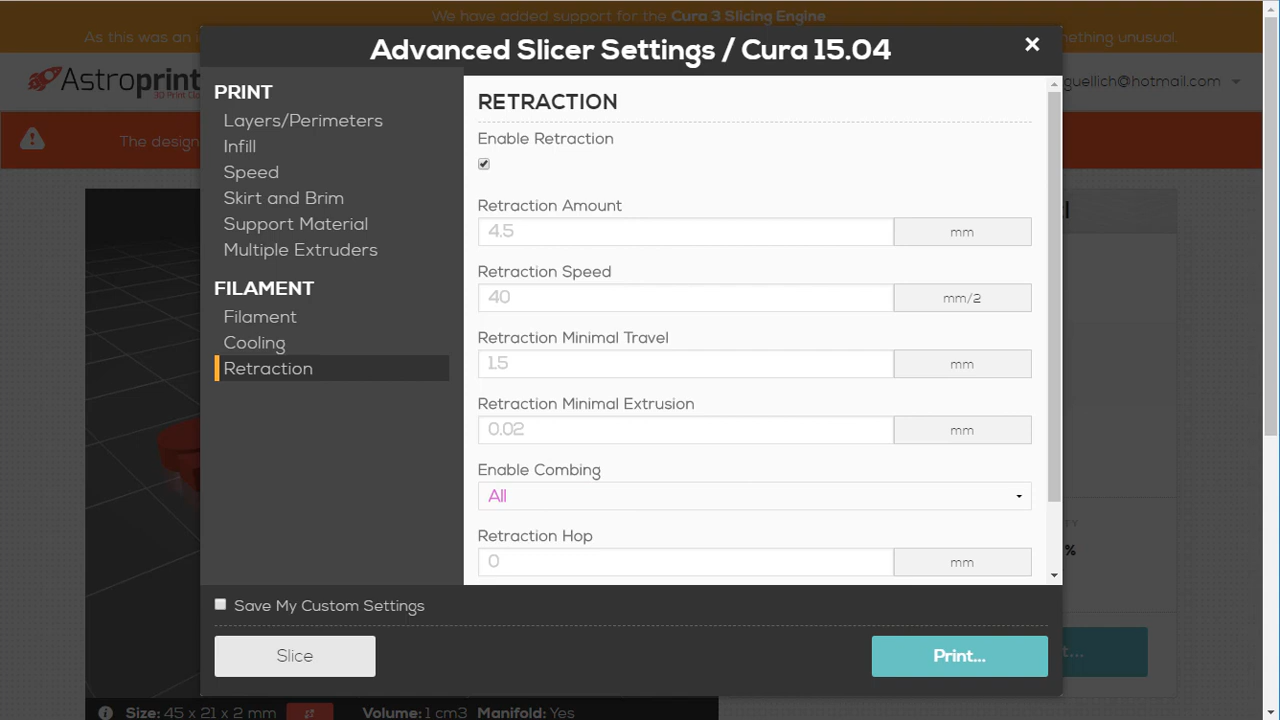 We have added support for the Cura 3 Slicing Engine
As this was an
mething unusual.
Advanced Slicer Settings / Cura 15.04
Astroprint
guellich@hotmail.com
PRINT
Layers/Perimeters
Infill
Speed
Skirt and Brim
Support Material
Multiple Extruders
FILAMENT
Filament
Cooling
Retraction
The design
RETRACTION
Enable Retraction
Retraction Amount
4.5 mm
Retraction Speed
40 mm/2
Retraction Minimal Travel
1.5 mm
Retraction Minimal Extrusion
0.02 mm
Enable Combing
All
Retraction Hop
0 mm
%
Save My Custom Settings
Slice
Print...
Size: 45 x 21 x 2 mm Volume: 1 cm3 Manifold: Yes